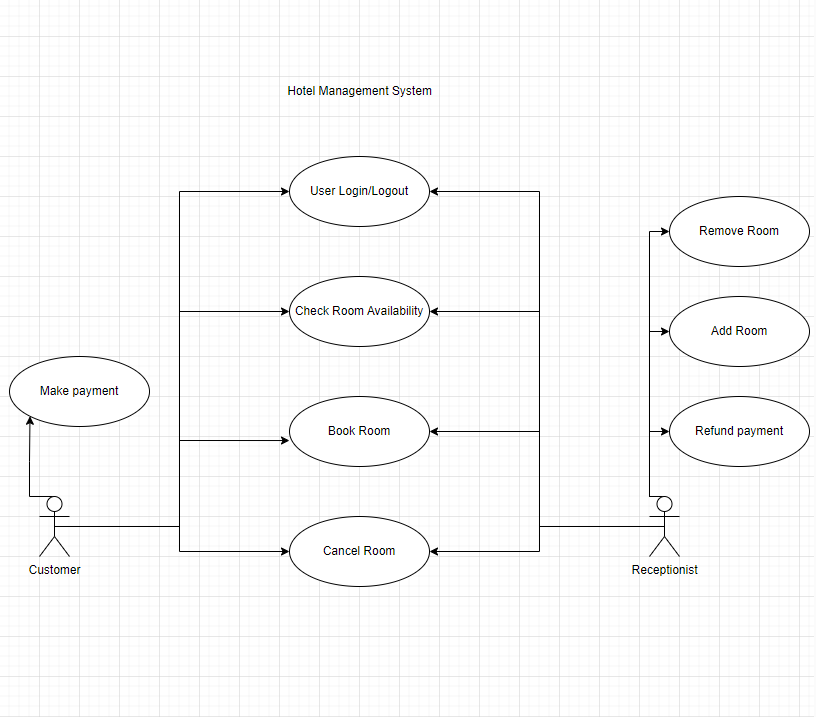 Hotel Management System
User Login/Logout
Remove Room
Check Room Availability
Add Room
Make payment
Book Room
Refund payment
Cancel Room
Customer
Receptionist